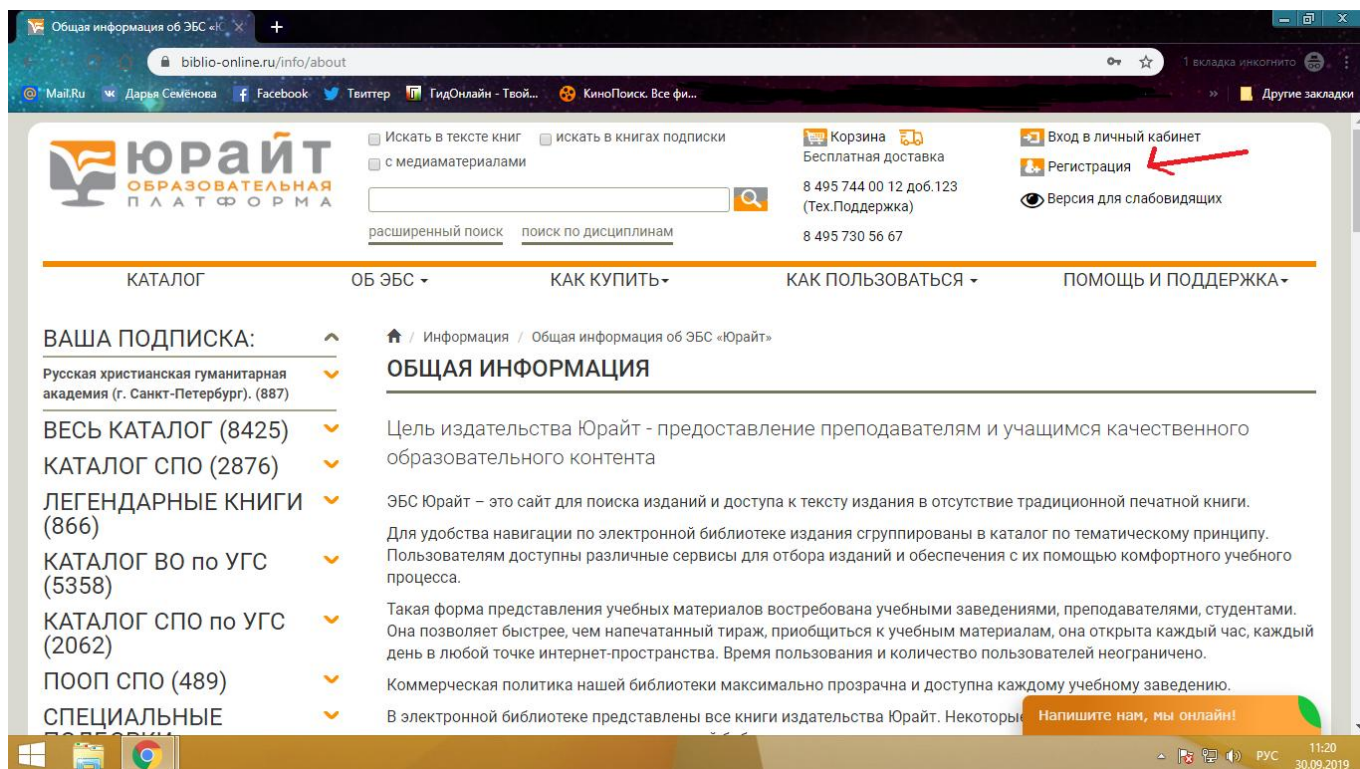 Общая информация об ЭБС «К
biblio-online.ru/info/about
1 вкладка инкогнито
Mail.Ru
Дарья Семёнова
Facebook
Твиттер
ГидОнлайн - Твой...
КиноПоиск. Все фи...
»
Другие закладки
юрайт
ОБРАЗОВАТЕЛЬНАЯ
ПЛАТФОРМА
Искать в тексте книг
искать в книгах подписки
с медиаматериалами
расширенный поиск
поиск по дисциплинам
Корзина
Бесплатная доставка
8 495 744 00 12 доб.123
(Тех.Поддержка)
8 495 730 56 67
Вход в личный кабинет
Регистрация
Версия для слабовидящих
КАТАЛОГ
ОБ ЭБС
КАК КУПИТЬ
КАК ПОЛЬЗОВАТЬСЯ
ПОМОЩЬ И ПОДДЕРЖКА
ВАША ПОДПИСКА:
Русская христианская гуманитарная
академия (г. Санкт-Петербург). (887)
ВЕСЬ КАТАЛОГ (8425)
КАТАЛОГ СПО (2876)
ЛЕГЕНДАРНЫЕ КНИГИ
(866)
КАТАЛОГ ВО по УГС
(5358)
КАТАЛОГ СПО по УГС
(2062)
ПООП СПО (489)
СПЕЦИАЛЬНЫЕ
/ Информация / Общая информация об ЭБС «Юрайт»
ОБЩАЯ ИНФОРМАЦИЯ
Цель издательства Юрайт - предоставление преподавателям и учащимся качественного
образовательного контента
ЭБС Юрайт – это сайт для поиска изданий и доступа к тексту издания в отсутствие традиционной печатной книги.
Для удобства навигации по электронной библиотеке издания сгруппированы в каталог по тематическому принципу.
Пользователям доступны различные сервисы для отбора изданий и обеспечения с их помощью комфортного учебного
процесса.
Такая форма представления учебных материалов востребована учебными заведениями, преподавателями, студентами.
Она позволяет быстрее, чем напечатанный тираж, приобщиться к учебным материалам, она открыта каждый час, каждый
день в любой точке интернет-пространства. Время пользования и количество пользователей неограничено.
Коммерческая политика нашей библиотеки максимально прозрачна и доступна каждому учебному заведению.
В электронной библиотеке представлены все книги издательства Юрайт. Некоторые
Напишите нам, мы онлайн!
РУС
11:20
30.09.2019